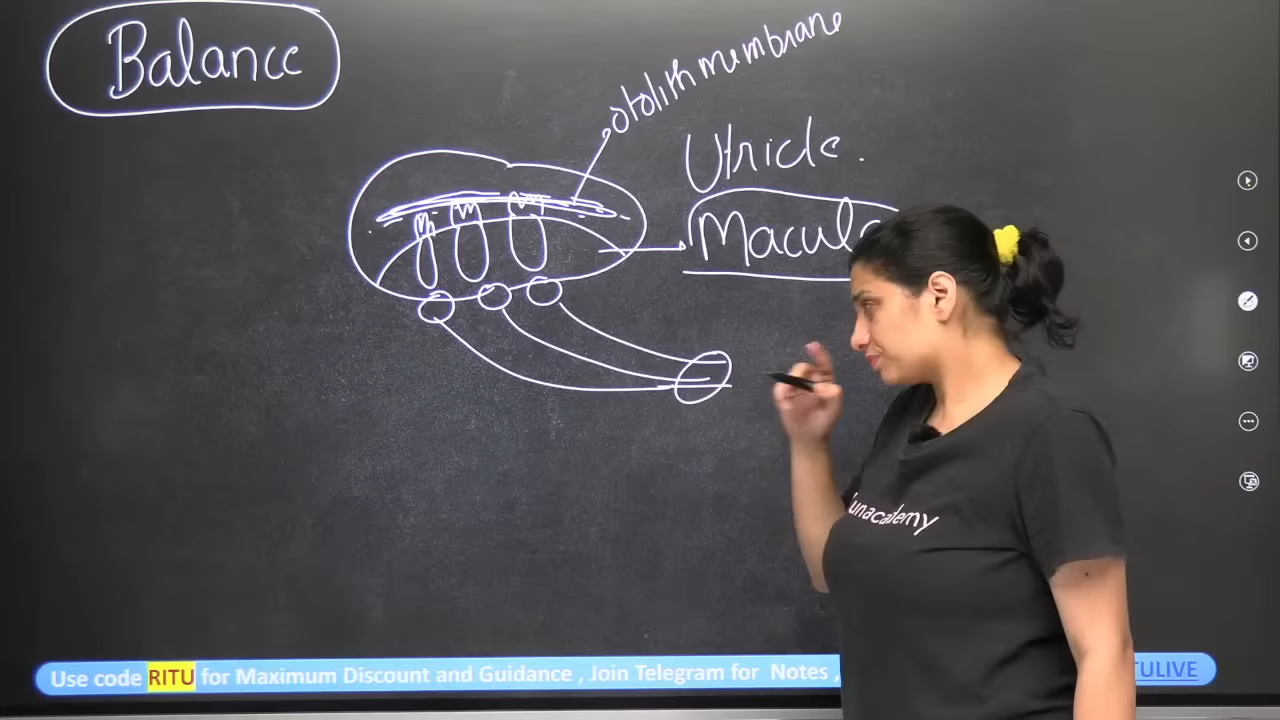 Balance
otolith membrane
Utricle.
Macula
unacademy
Use code RITU for Maximum Discount and Guidance , Join Telegram for Notes ,
TULIVE